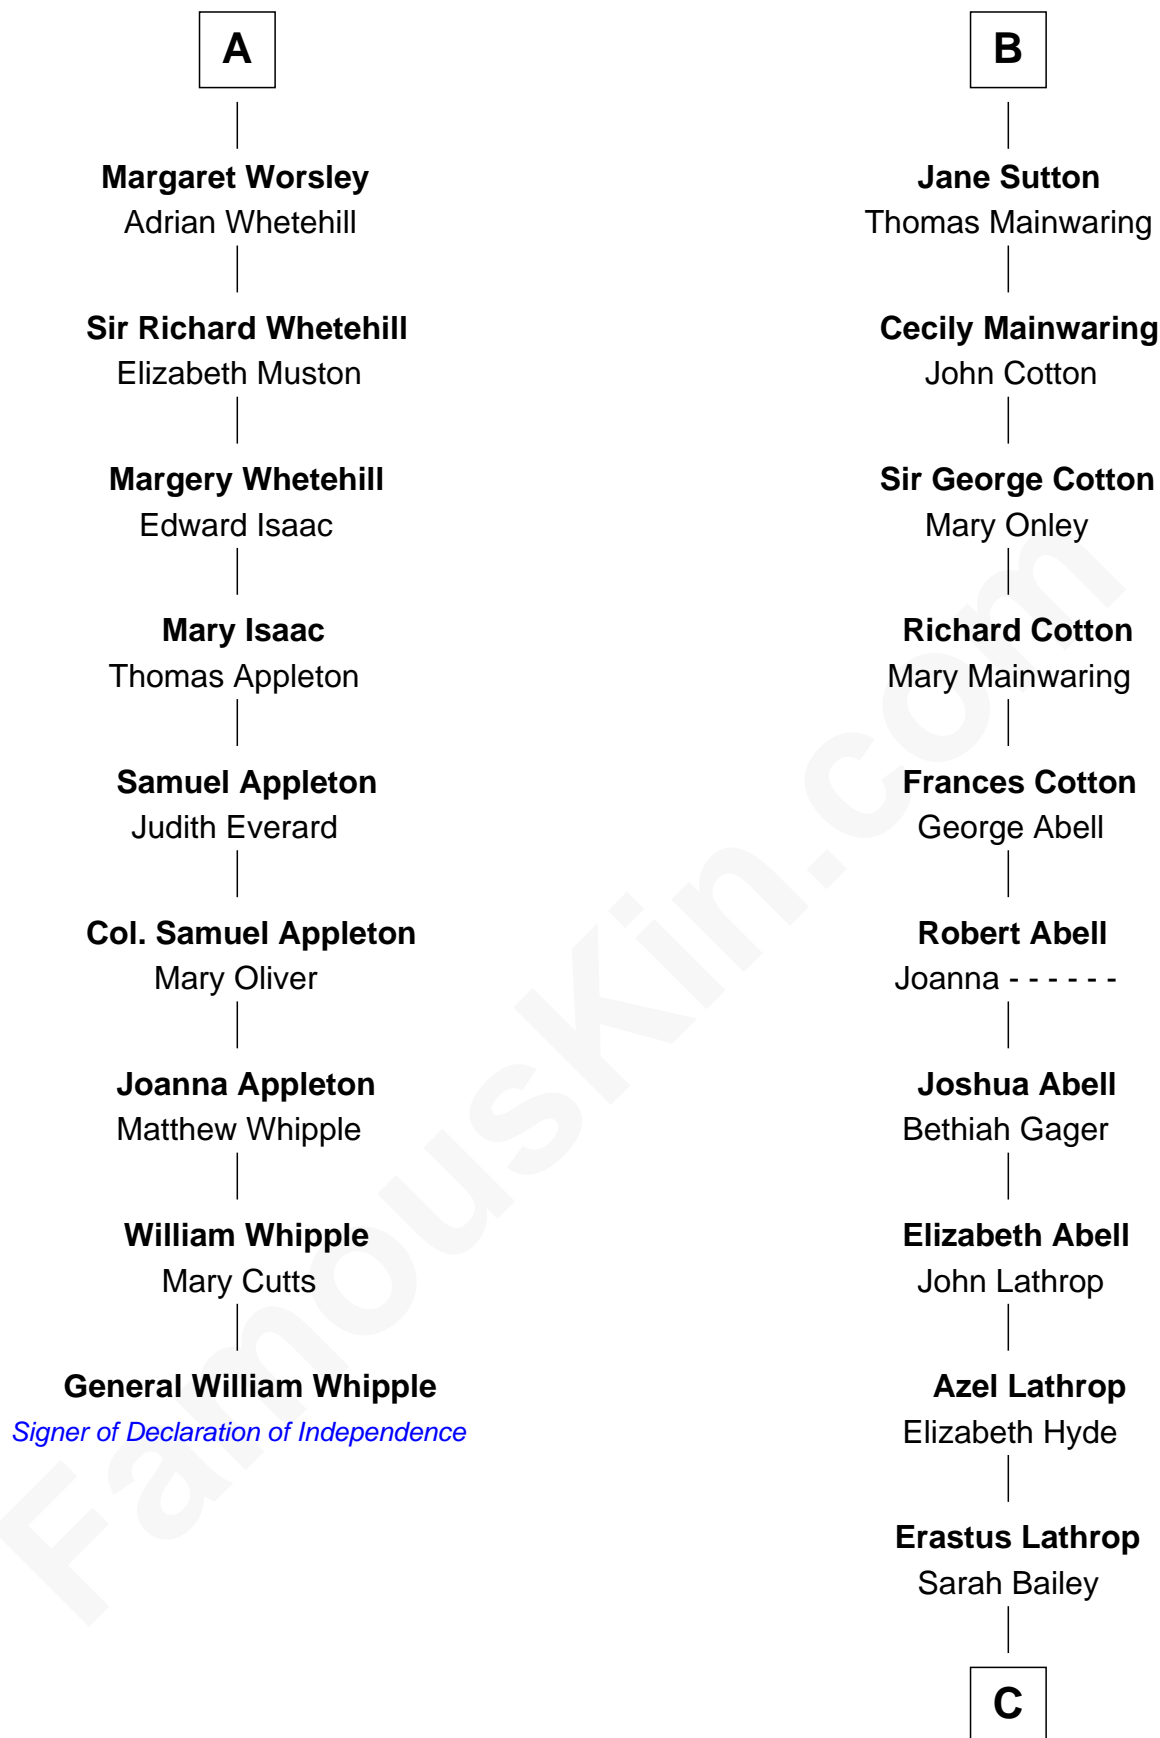 A
Margaret Worsley
Adrian Whetehill
Sir Richard Whetehill
Elizabeth Muston
Margery Whetehill
Edward Isaac
Mary Isaac
Thomas Appleton
Samuel Appleton
Judith Everard
Col. Samuel Appleton
Mary Oliver
Joanna Appleton
Matthew Whipple
William Whipple
Mary Cutts
General William Whipple
Signer of Declaration of Independence
B
Jane Sutton
Thomas Mainwaring
Cecily Mainwaring
John Cotton
Sir George Cotton
Mary Onley
Richard Cotton
Mary Mainwaring
Frances Cotton
George Abell
Robert Abell
Joanna - - - - - -
Joshua Abell
Bethiah Gager
Elizabeth Abell
John Lathrop
Azel Lathrop
Elizabeth Hyde
Erastus Lathrop
Sarah Bailey
C
FamousKin.com